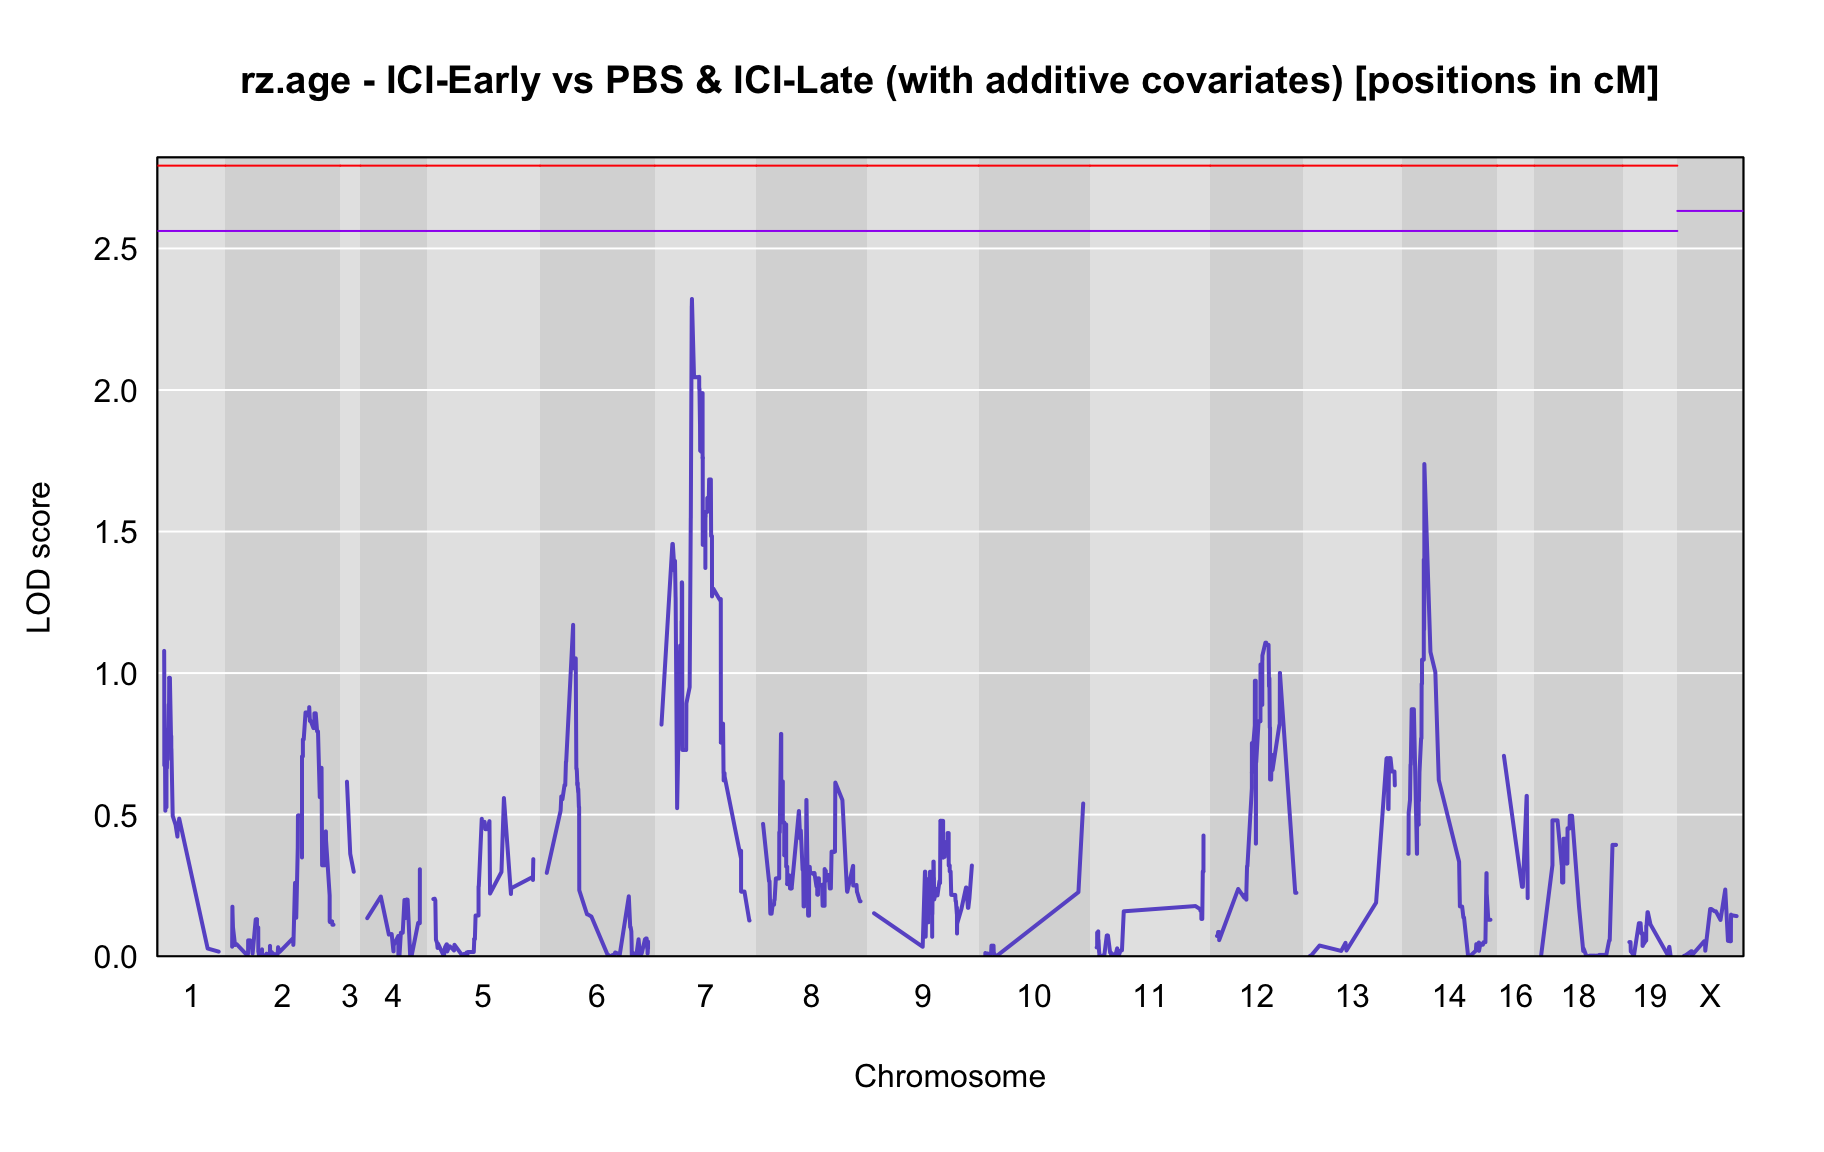 rz.age - ICI-Early vs PBS & ICI-Late (with additive covariates) [positions in cM]
LOD score
2.5
2.0
1.5
1.0
0.5
0.0
1 2 3 4 5 6 7 8 9 10 11 12 13 14 16 18 19 X
Chromosome